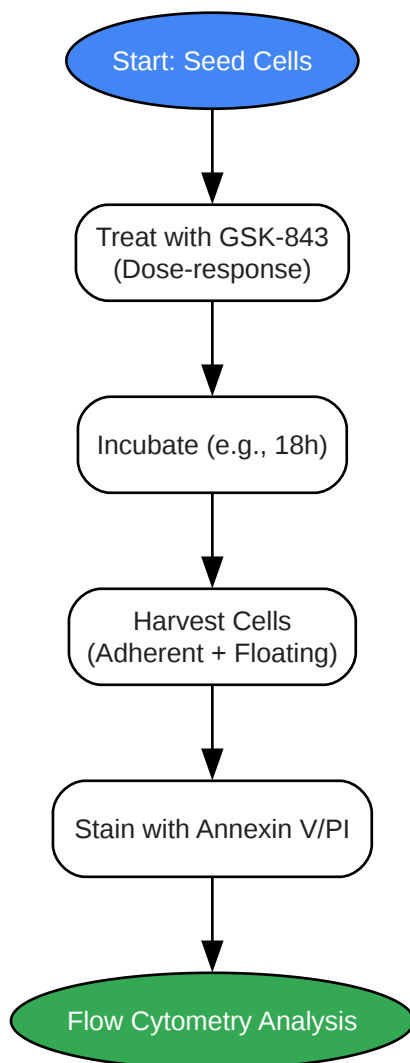 Start: Seed Cells
Treat with GSK-843
(Dose-response)
Incubate (e.g., 18h)
Harvest Cells
(Adherent + Floating)
Stain with Annexin V/PI
Flow Cytometry Analysis